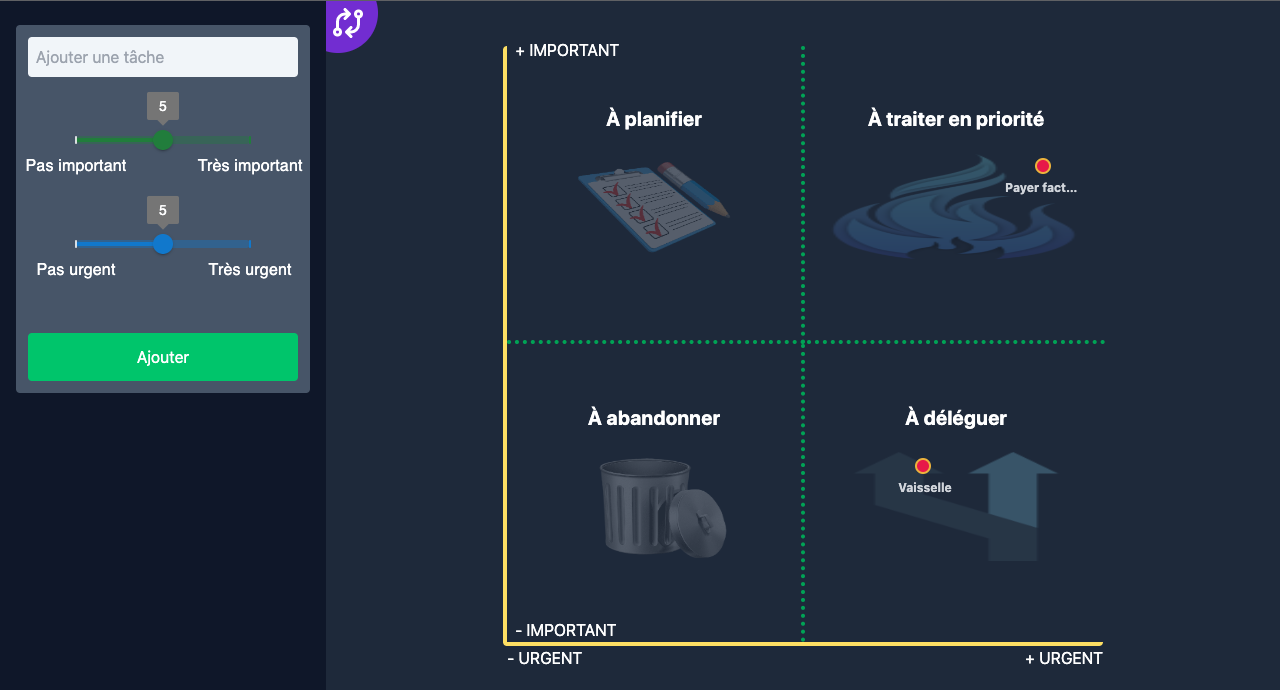 Ajouter une tâche
5
Pas important
Très important
5
Pas urgent
Très urgent
Ajouter
+ IMPORTANT
À planifier
À traiter en priorité
Payer fact...
À abandonner
À déléguer
Vaisselle
- IMPORTANT
- URGENT
+ URGENT